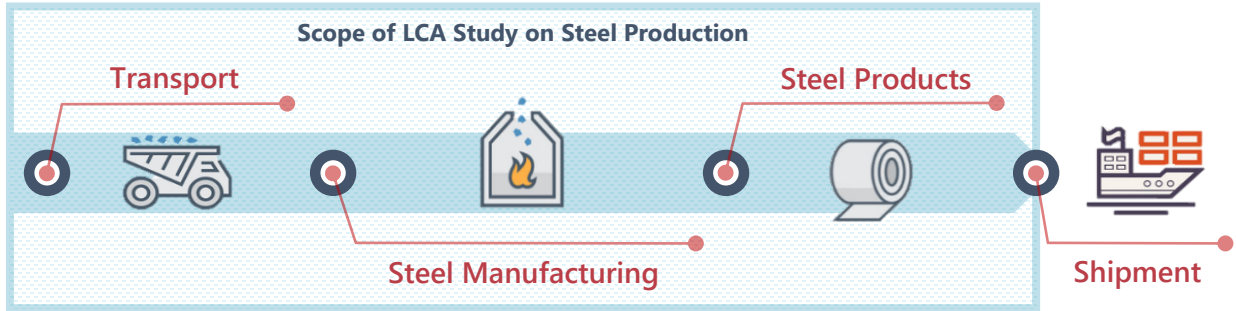 Scope of LCA Study on Steel Production
Transport
Steel Products
Steel Manufacturing
Shipment